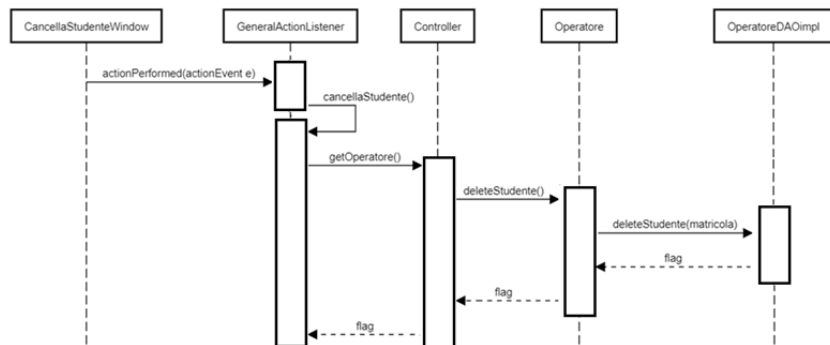 CancellaStudenteWindow
GeneralActionListener
Controller
Operatore
OperatoreDAOimpl
actionPerformed(actionEvent e)
cancellaStudente()
getOperatore()
deleteStudente()
deleteStudente(matricola)
flag
flag
flag